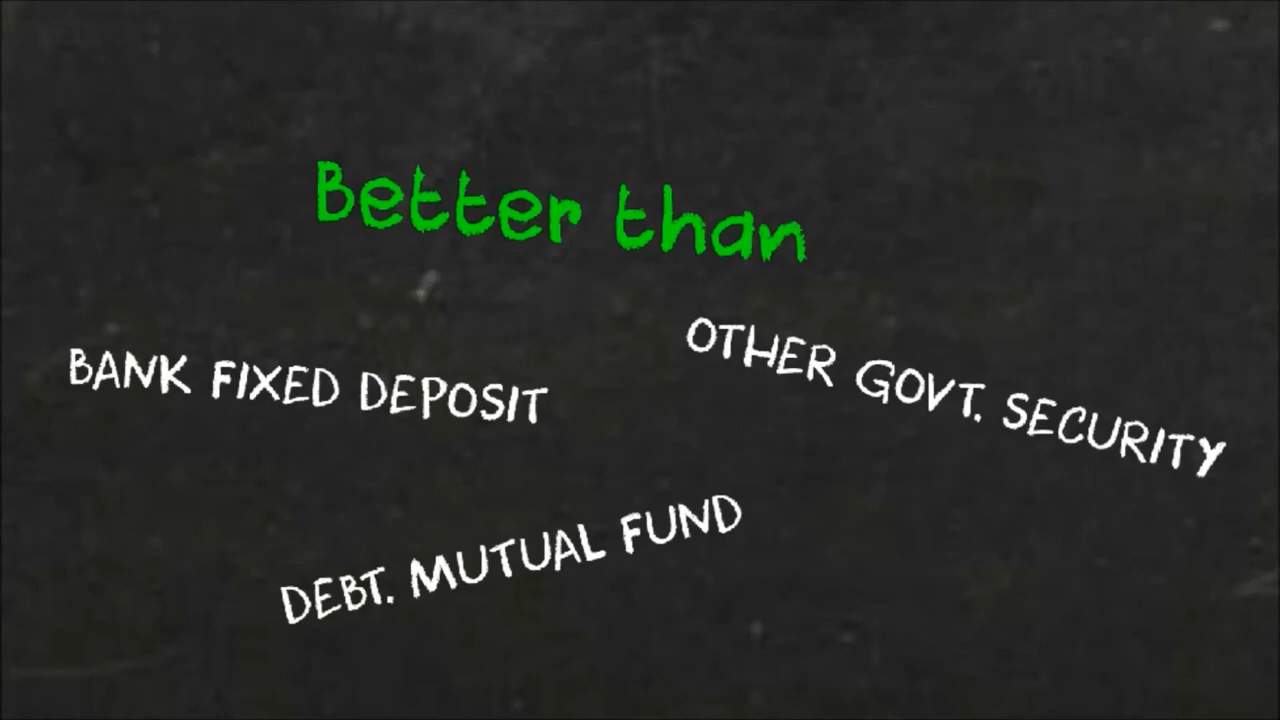 Better than
BANK FIXED DEPOSIT
OTHER GOVT. SECURITY
DEBT. MUTUAL FUND